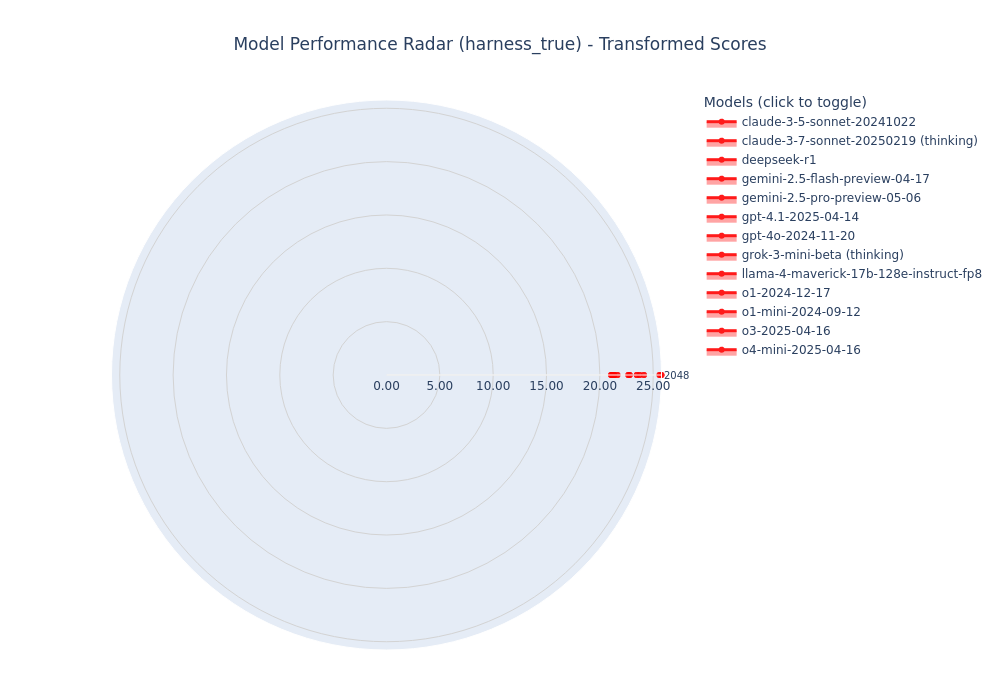 Model Performance Radar (harness_true) - Transformed Scores
Models (click to toggle)
claude-3-5-sonnet-20241022
claude-3-7-sonnet-20250219 (thinking)
deepseek-r1
gemini-2.5-flash-preview-04-17
gemini-2.5-pro-preview-05-06
gpt-4.1-2025-04-14
gpt-4o-2024-11-20
grok-3-mini-beta (thinking)
llama-4-maverick-17b-128e-instruct-fp8
o1-2024-12-17
o1-mini-2024-09-12
o3-2025-04-16
o4-mini-2025-04-16
2048
0.00 5.00 10.00 15.00 20.00 25.00